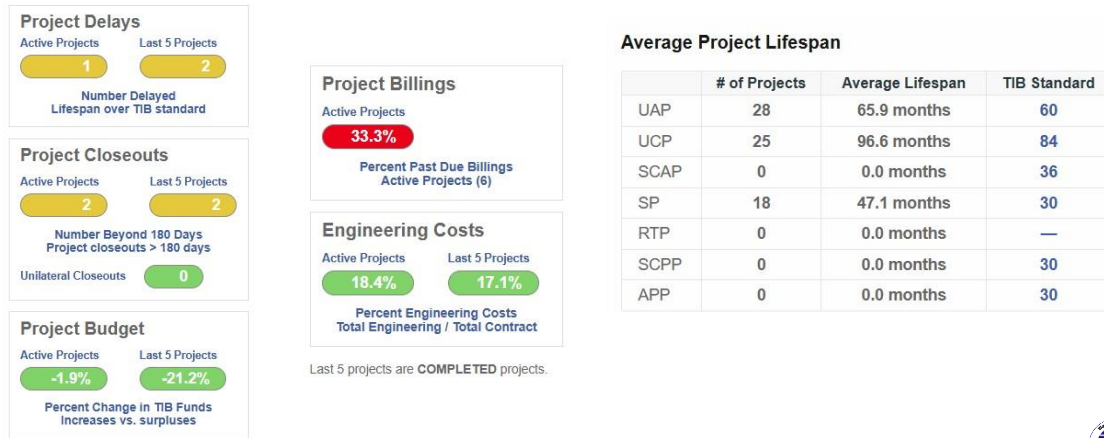 Project Delays
Active Projects Last 5 Projects
1 2
Number Delayed
Lifespan over TIB standard
Project Closeouts
Active Projects Last 5 Projects
2 2
Number Beyond 180 Days
Project closeouts > 180 days
Unilateral Closeouts 0
Project Budget
Active Projects Last 5 Projects
-1.9% -21.2%
Percent Change in TIB Funds
Increases vs. surpluses
Project Billings
Active Projects
33.3%
Percent Past Due Billings
Active Projects (6)
Engineering Costs
Active Projects Last 5 Projects
18.4% 17.1%
Percent Engineering Costs
Total Engineering / Total Contract
Last 5 projects are COMPLETED projects.
Average Project Lifespan
# of Projects Average Lifespan TIB Standard
UAP 28 65.9 months 60
UCP 25 96.6 months 84
SCAP 0 0.0 months 36
SP 18 47.1 months 30
RTP 0 0.0 months —
SCPP 0 0.0 months 30
APP 0 0.0 months 30